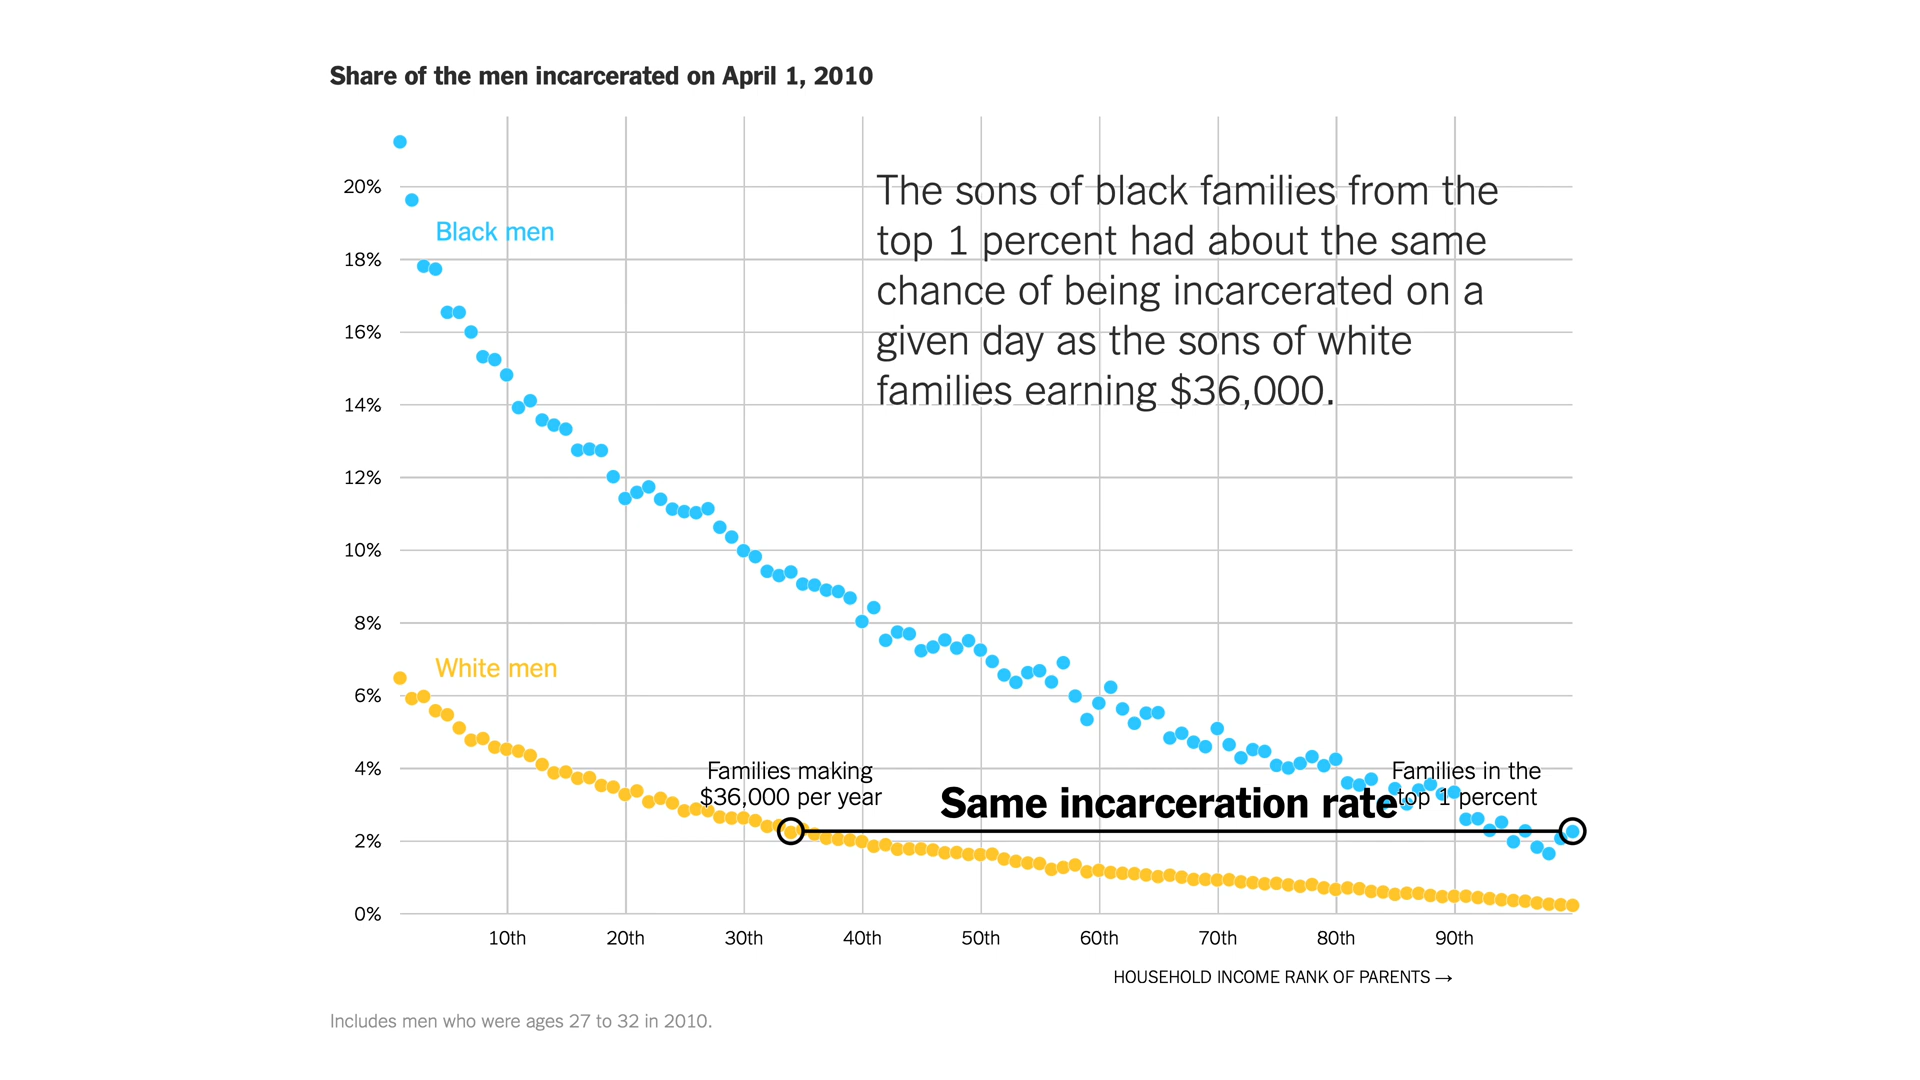 Share of the men incarcerated on April 1, 2010
20%
The sons of black families from the
top 1 percent had about the same
chance of being incarcerated on a
given day as the sons of white
families earning $36,000.
Black men
18%
16%
14%
12%
10%
8%
White men
6%
4%
Families making
$36,000 per year
Same incarceration rate
Families in the
top 1 percent
2%
0%
10th
20th
30th
40th
50th
60th
70th
80th
90th
HOUSEHOLD INCOME RANK OF PARENTS →
Includes men who were ages 27 to 32 in 2010.